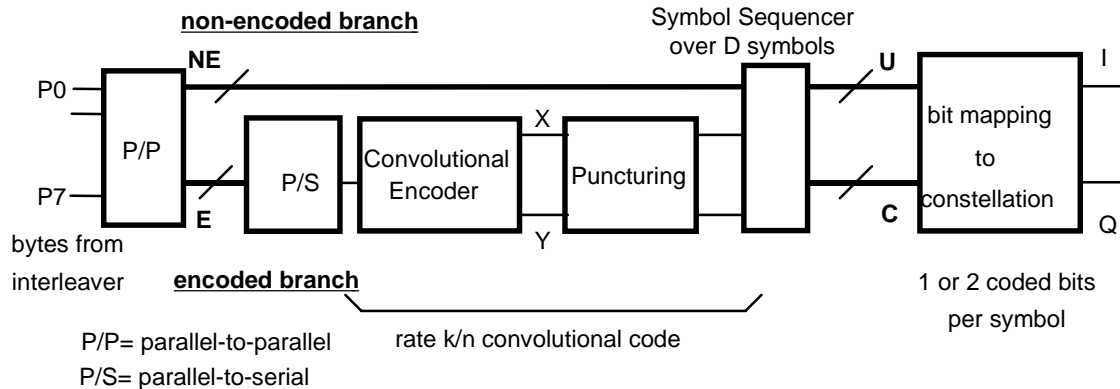 non-encoded branch
Symbol Sequencer
over D symbols
NE
U
I
P0
P/P
P7
E
P/S
Convolutional
Encoder
X
Y
Puncturing
C
bit mapping
to
constellation
Q
bytes from
interleaver
encoded branch
1 or 2 coded bits
per symbol
rate k/n convolutional code
P/P= parallel-to-parallel
P/S= parallel-to-serial